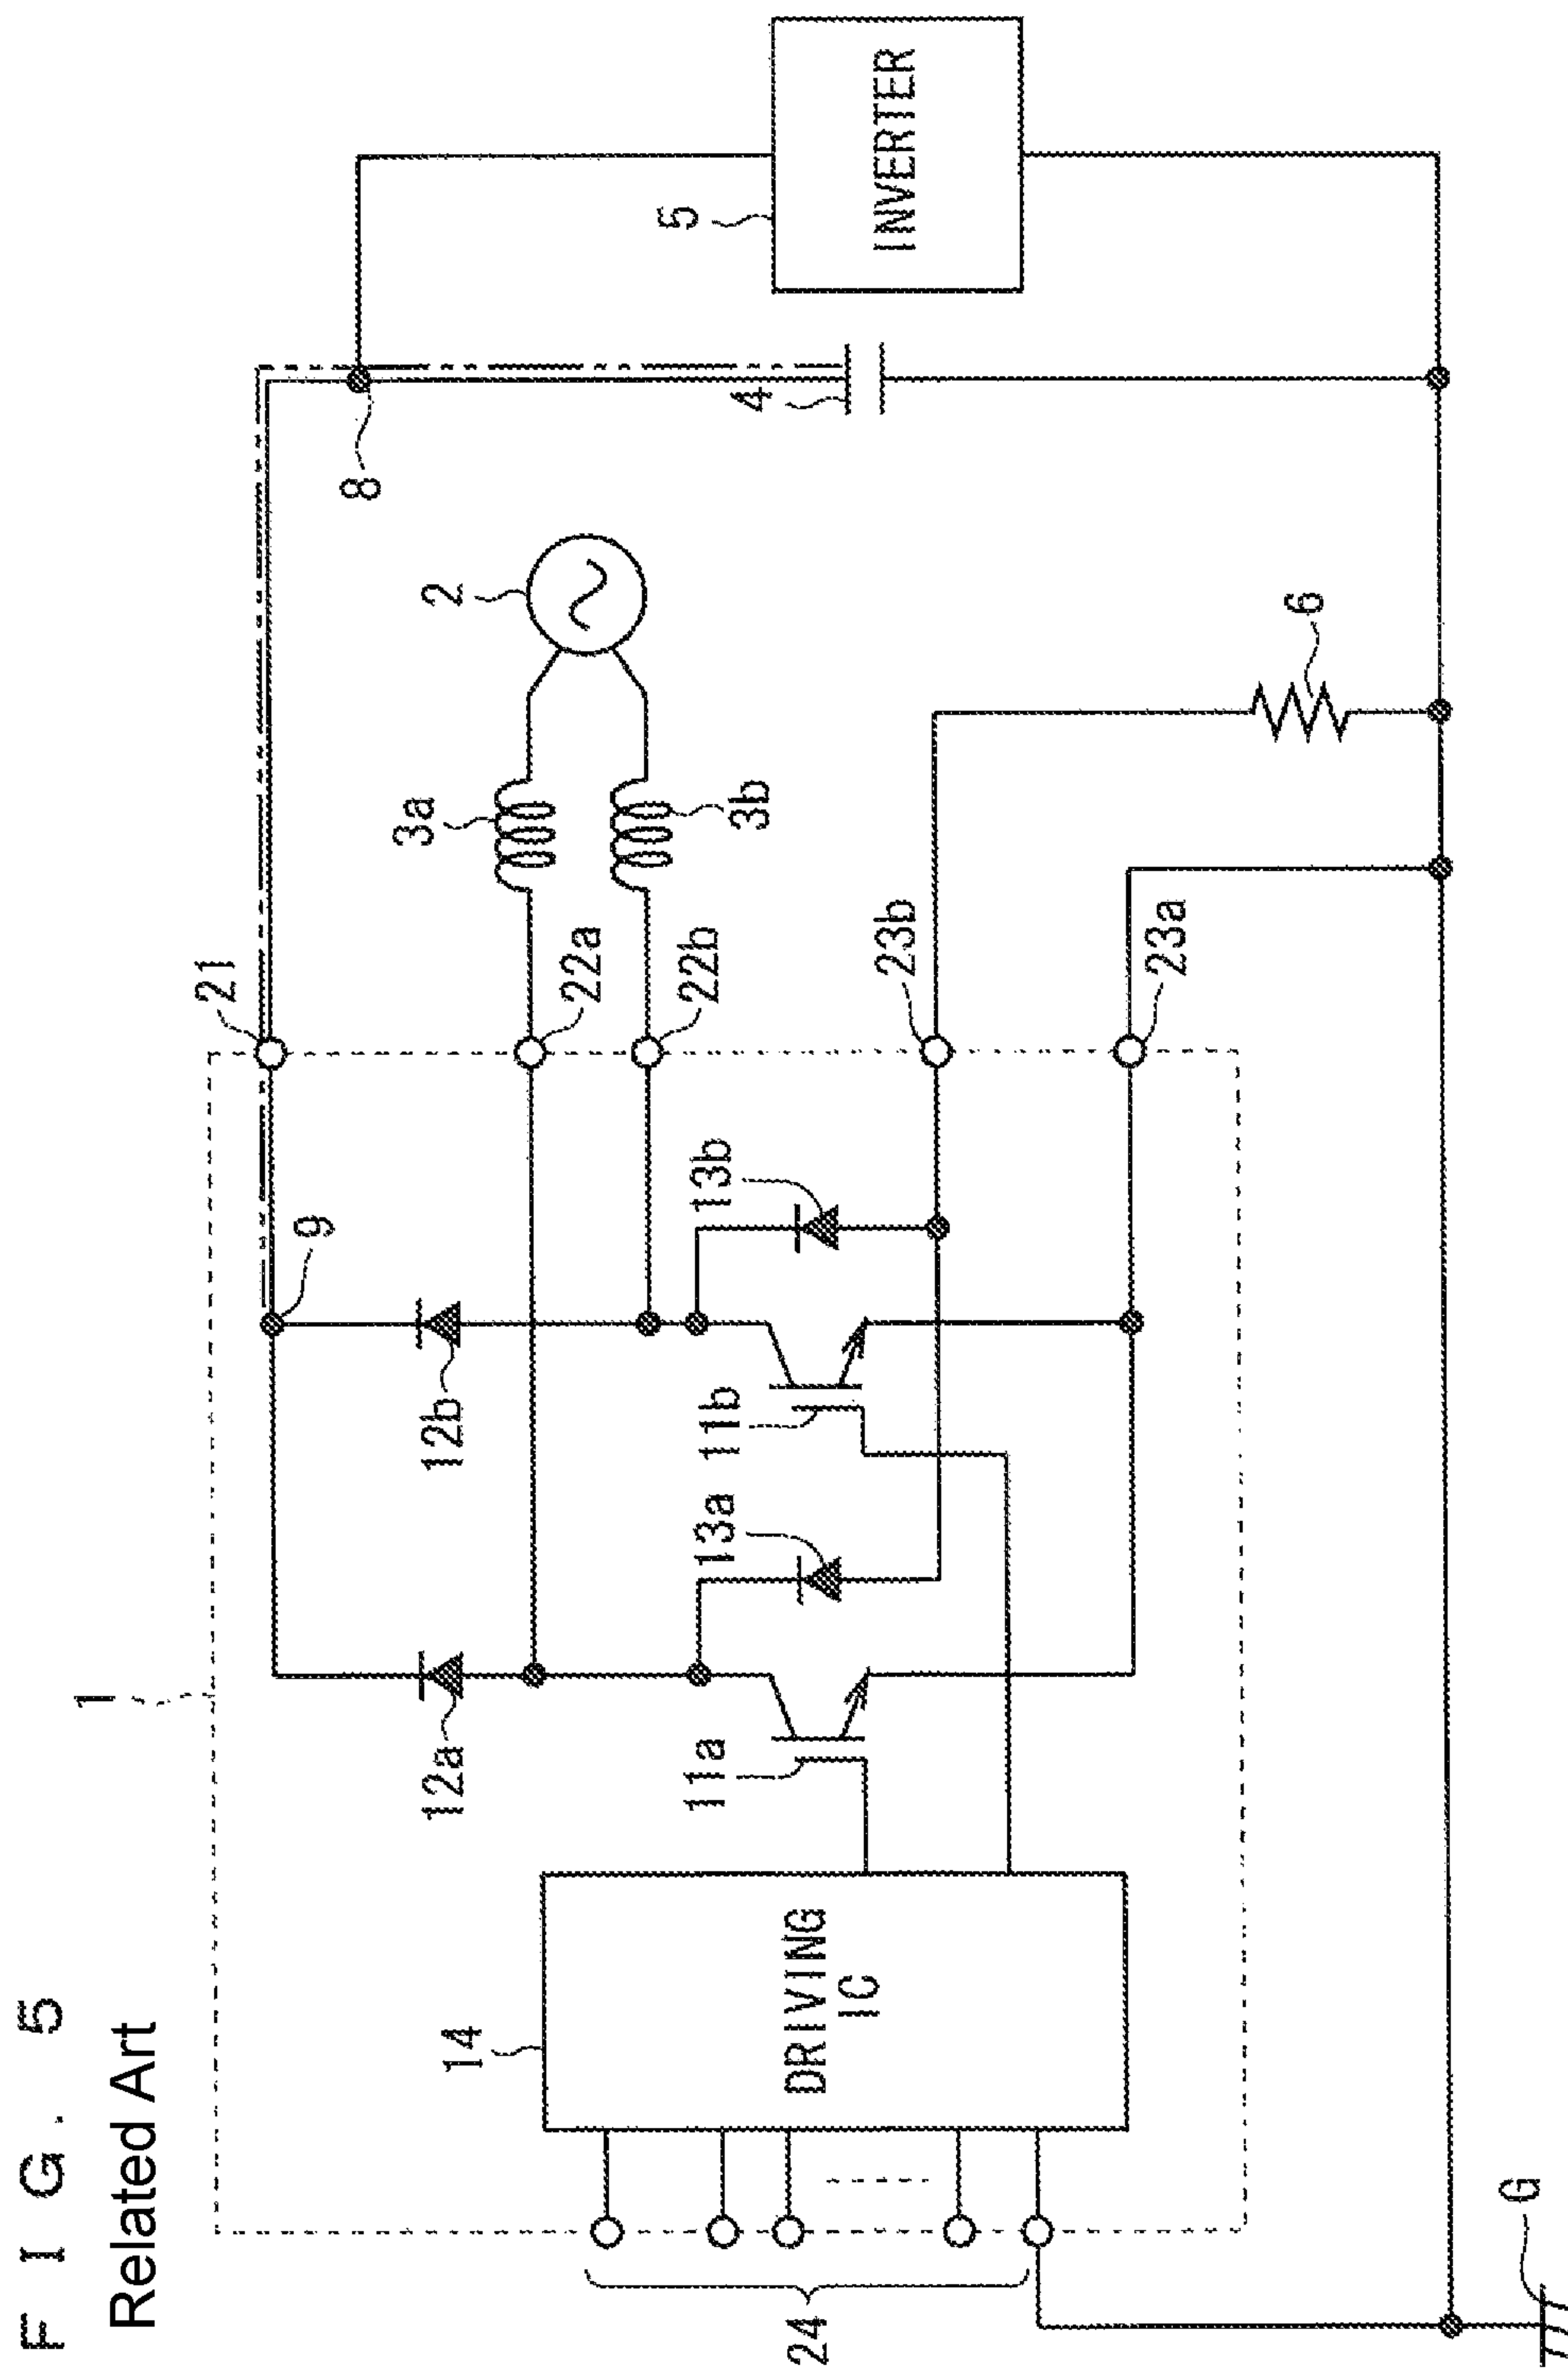 FIG. 5
Related Art
1
21
9
8
12a
12b
22a
22b
3a
3b
2
4
5
INVERTER
14
DRIVING
IC
11a
13a
11b
13b
23b
23a
6
24
G